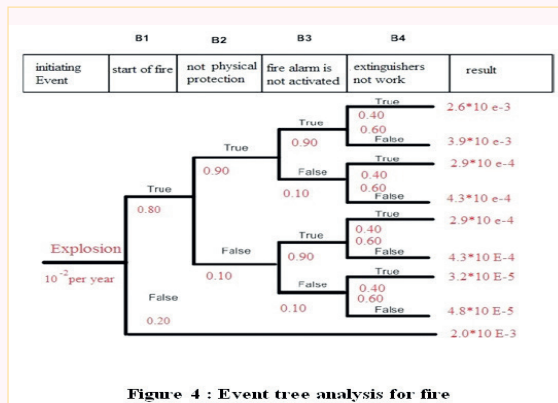 B1 B2 B3 B4
initiating Event
start of fire
not physical protection
fire alarm is not activated
extinguishers not work
result
True 2.6*10 e-3
0.40
True
0.60
0.90 False 3.9*10 e-3
True
True 2.9*10 e-4
0.90
False 0.40
0.10 0.60
False 4.3*10 e-4
True
0.80
True 2.9*10 e-4
0.40
True
0.60
Explosion
False 0.90 False 4.3*10 E-4
10⁻² per year
0.10
True 3.2*10 E-5
False
False 0.40
0.10 0.60
0.20
False 4.8*10 E-5
2.0*10 E-3
Figure 4 : Event tree analysis for fire